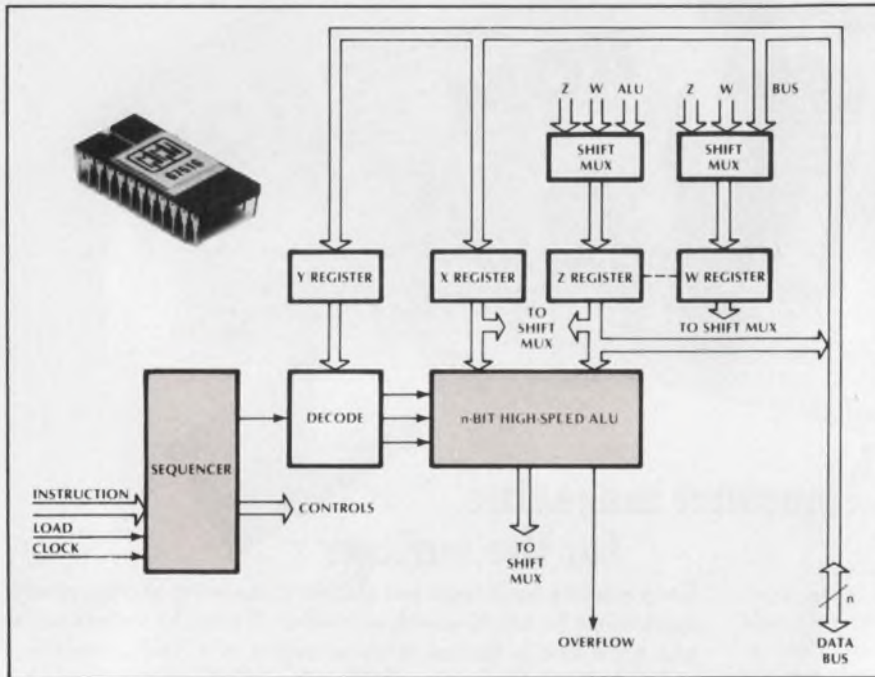 Z W ALU Z W BUS
SHIFT
MUX
SHIFT
MUX
Y REGISTER
X REGISTER
Z REGISTER
W REGISTER
TO
SHIFT
MUX
TO SHIFT MUX
SEQUENCER
DECODE
n-BIT HIGH-SPEED ALU
INSTRUCTION
LOAD
CLOCK
CONTROLS
TO
SHIFT
MUX
OVERFLOW
n
DATA
BUS